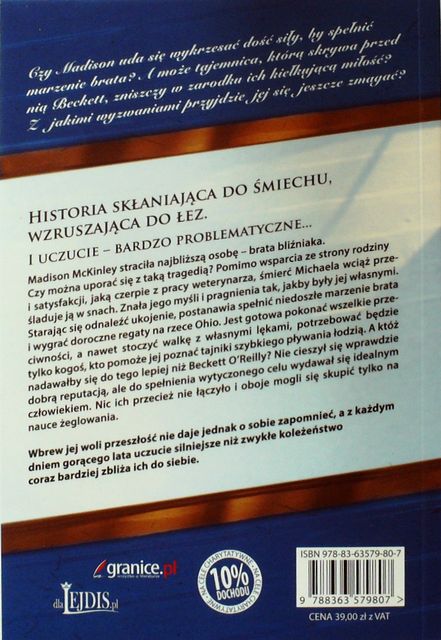 Czy Madison uda się wykrzesać dość siły, by spełnić
marzenie brata? A może tajemnica, którą skrywa przed
nią Beckett, zniszczy w zarodku ich kiełkującą miłość?
Z jakimi wyzwaniami przyjdzie jej się jeszcze zmagać?
HISTORIA SKŁANIAJĄCA DO ŚMIECHU,
WZRUSZAJĄCA DO ŁEZ.
I UCZUCIE – BARDZO PROBLEMATYCZNE...
Madison McKinley straciła najbliższą osobę – brata bliźniaka.
Czy można uporać się z taką tragedią? Pomimo wsparcia ze strony rodziny
i satysfakcji, jaką czerpie z pracy weterynarza, śmierć Michaela wciąż prze-
śladuje ją w snach. Znała jego myśli i pragnienia tak, jakby były jej własnymi.
Starając się odnaleźć ukojenie, postanawia spełnić niedoszłe marzenie brata
i wygrać doroczne regaty na rzece Ohio. Jest gotowa pokonać wszelkie prze-
ciwności, a nawet stoczyć walkę z własnymi lękami, potrzebować będzie
tylko kogoś, kto pomoże jej poznać tajniki szybkiego pływania łodzią. A któż
nadawałby się do tego lepiej niż Beckett O'Reilly? Nie cieszył się wprawdzie
dobrą reputacją, ale do spełnienia wytyczonego celu wydawał się idealnym
człowiekiem. Nic ich przecież nie łączyło i oboje mogli się skupić tylko na
nauce żeglowania.
Wbrew jej woli przeszłość nie daje jednak o sobie zapomnieć, a z każdym
dniem gorącego lata uczucie silniejsze niż zwykłe koleżeństwo
coraz bardziej zbliża ich do siebie.
dlaLEJDIS.pl
granice.pl
wszystko o literaturze
NA CELE CHARYTATYWNE
10%
DOCHODU
NA CELE CHARYTATYWNE
ISBN 978-83-63579-80-7
9 788363 579807 >
CENA 39,00 zł z VAT